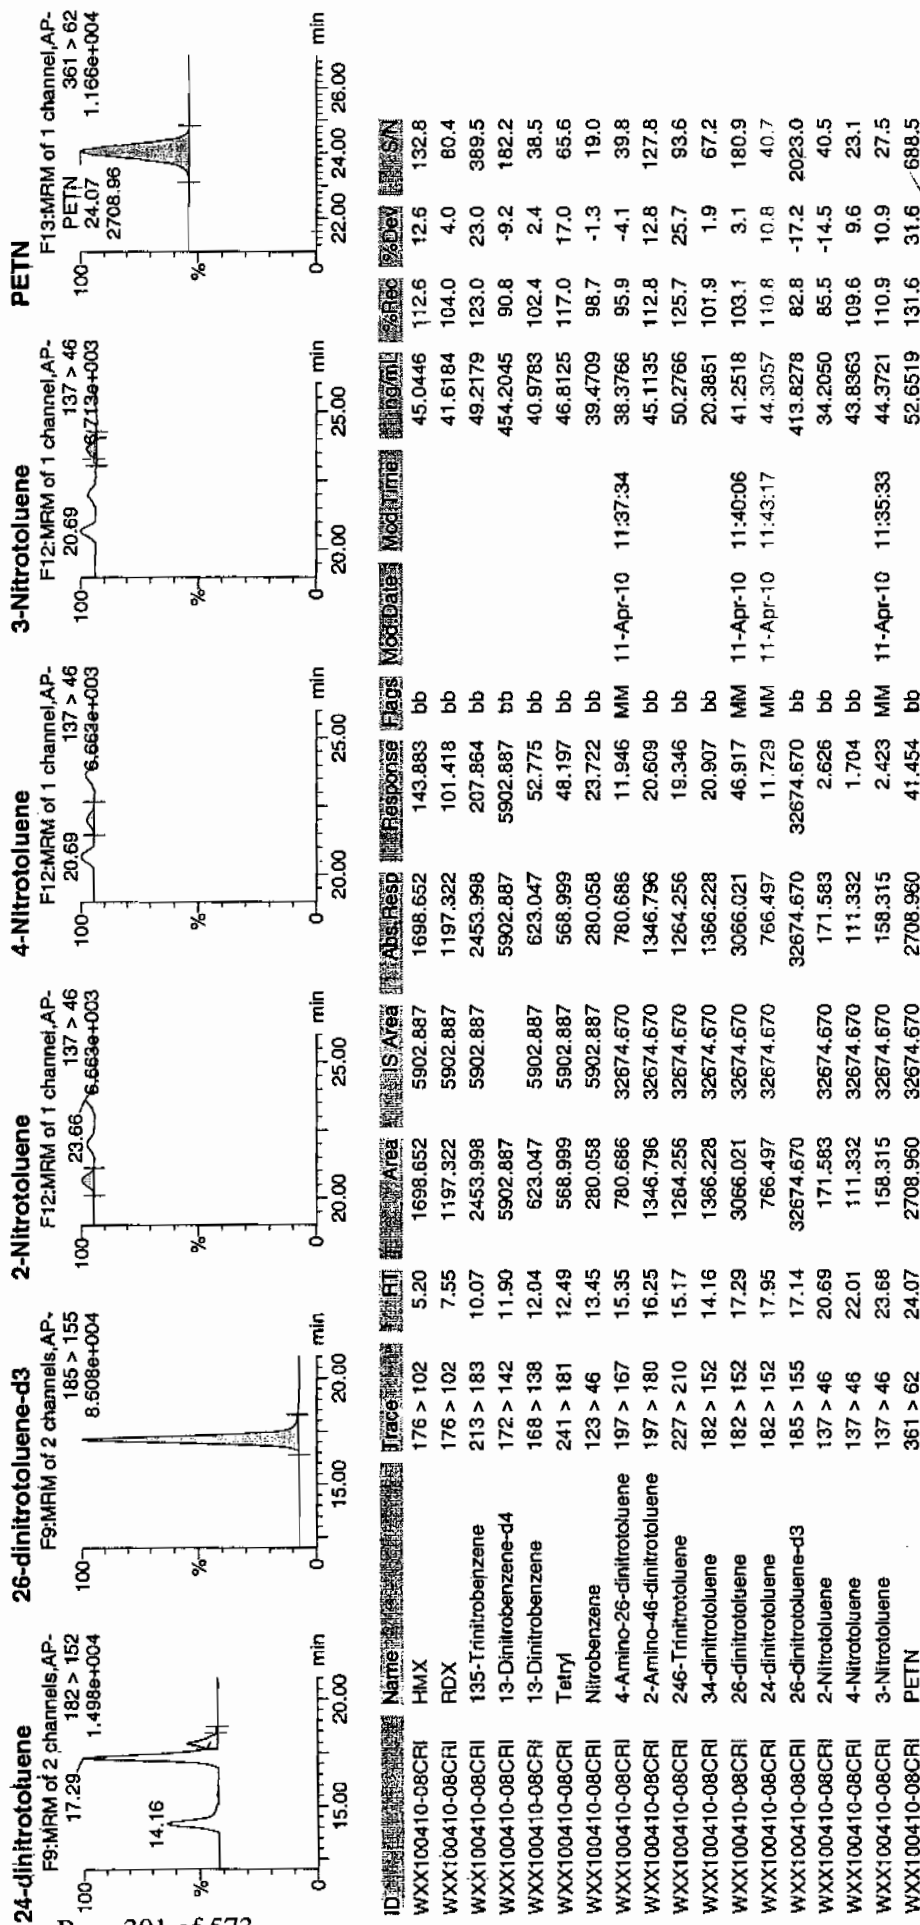 24-dinitrotoluene
F9:MRM of 2 channels,AP-
182 > 152
1.498e+004
100
17.29
14.16
%
0
15.00 20.00 min
26-dinitrotoluene-d3
F9:MRM of 2 channels,AP-
185 > 155
8.608e+004
100
%
0
15.00 20.00 min
2-Nitrotoluene
F12:MRM of 1 channel,AP-
137 > 46
6.663e+003
100
23.66
%
0
20.00 25.00 min
4-Nitrotoluene
F12:MRM of 1 channel,AP-
137 > 46
6.663e+003
100
20.69
%
0
20.00 25.00 min
3-Nitrotoluene
F12:MRM of 1 channel,AP-
137 > 46
6.713e+003
100
20.69
%
0
20.00 25.00 min
PETN
F13:MRM of 1 channel,AP-
361 > 62
1.166e+004
100
PETN
24.07
2708.96
%
0
22.00 24.00 26.00 min
ID Name Trace RT Area IS Area Abs.Resp Response Flags Mod.Date Mod.Time ng/mL %Rec %Dev S/N
WXX100410-08CRI HMX 176 > 102 5.20 1698.652 5902.887 1698.652 143.883 bb 45.0446 112.6 12.6 132.8
WXX100410-08CRI RDX 176 > 102 7.55 1197.322 5902.887 1197.322 101.418 bb 41.6184 104.0 4.0 80.4
WXX100410-08CRI 135-Trinitrobenzene 213 > 183 10.07 2453.998 5902.887 2453.998 207.864 bb 49.2179 123.0 23.0 389.5
WXX100410-08CRI 13-Dinitrobenzene-d4 172 > 142 11.90 5902.887 5902.887 5902.887 bb 454.2045 90.8 -9.2 182.2
WXX100410-08CRI 13-Dinitrobenzene 168 > 138 12.04 623.047 5902.887 623.047 52.775 bb 40.9783 102.4 2.4 38.5
WXX100410-08CRI Tetryl 241 > 181 12.49 568.999 5902.887 568.999 48.197 bb 46.8125 117.0 17.0 65.6
WXX100410-08CRI Nitrobenzene 123 > 46 13.45 280.058 5902.887 280.058 23.722 bb 39.4709 98.7 -1.3 19.0
WXX100410-08CRI 4-Amino-26-dinitrotoluene 197 > 167 15.35 780.686 32674.670 780.686 11.946 MM 11-Apr-10 11:37:34 38.3766 95.9 -4.1 39.8
WXX100410-08CRI 2-Amino-46-dinitrotoluene 197 > 180 16.25 1346.796 32674.670 1346.796 20.609 bb 45.1135 112.8 12.8 127.8
WXX100410-08CRI 246-Trinitrotoluene 227 > 210 15.17 1264.256 32674.670 1264.256 19.346 bb 50.2766 125.7 25.7 93.6
WXX100410-08CRI 34-dinitrotoluene 182 > 152 14.16 1366.228 32674.670 1366.228 20.907 bb 20.3851 101.9 1.9 67.2
WXX100410-08CRI 26-dinitrotoluene 182 > 152 17.29 3066.021 32674.670 3066.021 46.917 MM 11-Apr-10 11:40:06 41.2518 103.1 3.1 180.9
WXX100410-08CRI 24-dinitrotoluene 182 > 152 17.95 766.497 32674.670 766.497 11.729 MM 11-Apr-10 11:43:17 44.3057 110.8 10.8 40.7
WXX100410-08CRI 26-dinitrotoluene-d3 185 > 155 17.14 32674.670 32674.670 32674.670 bb 413.8278 82.8 -17.2 2023.0
WXX100410-08CRI 2-Nitrotoluene 137 > 46 20.69 171.583 32674.670 171.583 2.626 bb 34.2050 85.5 -14.5 40.5
WXX100410-08CRI 4-Nitrotoluene 137 > 46 22.01 111.332 32674.670 111.332 1.704 bb 43.8363 109.6 9.6 23.1
WXX100410-08CRI 3-Nitrotoluene 137 > 46 23.68 158.315 32674.670 158.315 2.423 MM 11-Apr-10 11:35:33 44.3721 110.9 10.9 27.5
WXX100410-08CRI PETN 361 > 62 24.07 2708.960 32674.670 2708.960 41.454 bb 52.6519 131.6 31.6 688.5